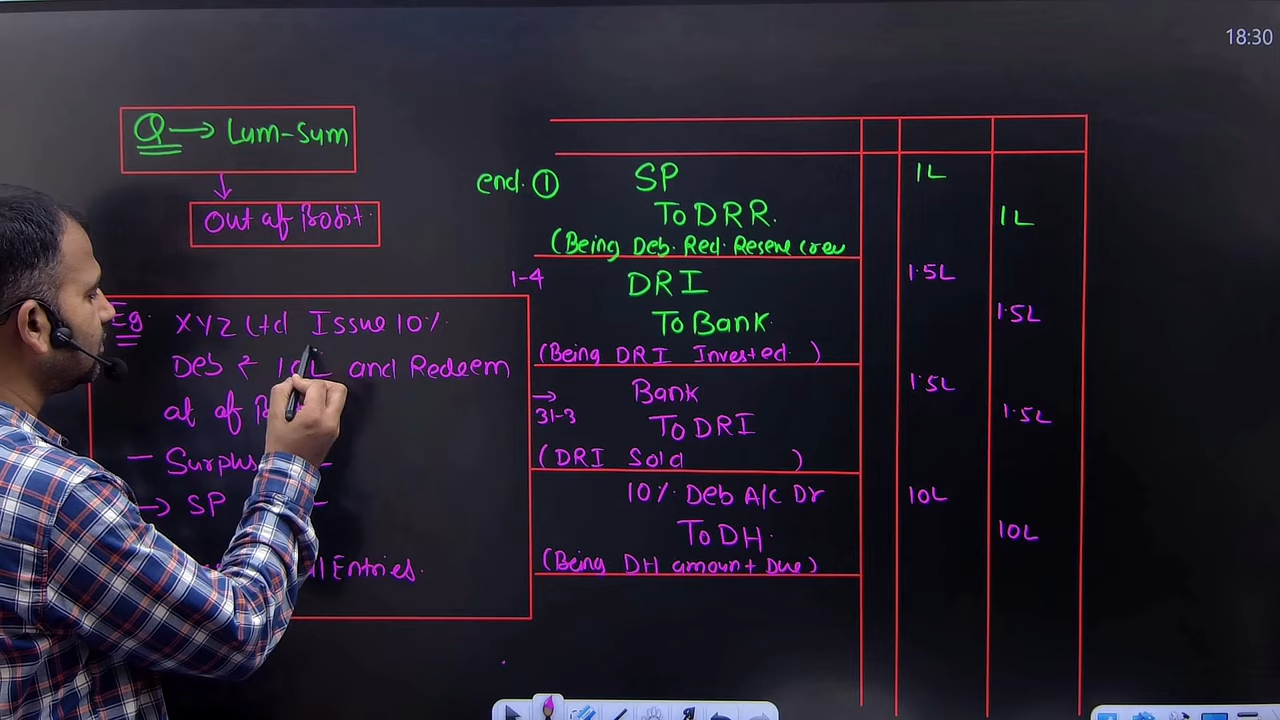 18:30
Q → Lum-Sum
Out of Profit
Eg. XYZ Ltd Issue 10%
Deb ₹ 10L and Redeem
at of
- Surplus
→ SP
Entries.
end. ① SP 1L
To DRR. 1L
(Being Deb. Red. Reserve crea
1-4 DRI 1.5L
To Bank. 1.5L
(Being DRI Invested.)
→ Bank 1.5L
31-3 To DRI 1.5L
(DRI Sold )
10% Deb A/c Dr 10L
To DH. 10L
(Being DH amount Due)